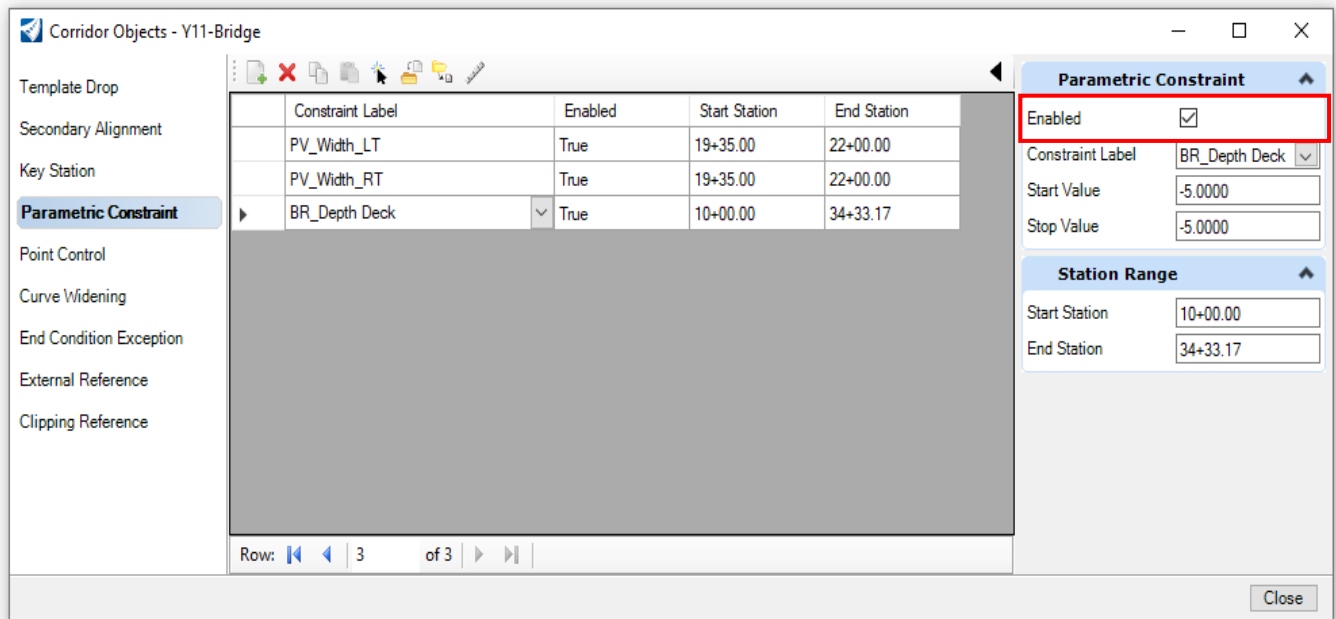 Corridor Objects - Y11-Bridge
Template Drop
Secondary Alignment
Key Station
Parametric Constraint
Point Control
Curve Widening
End Condition Exception
External Reference
Clipping Reference
Constraint Label Enabled Start Station End Station
PV_Width_LT True 19+35.00 22+00.00
PV_Width_RT True 19+35.00 22+00.00
BR_Depth Deck True 10+00.00 34+33.17
Row: 3 of 3
Parametric Constraint
Enabled
Constraint Label BR_Depth Deck
Start Value -5.0000
Stop Value -5.0000
Station Range
Start Station 10+00.00
End Station 34+33.17
Close